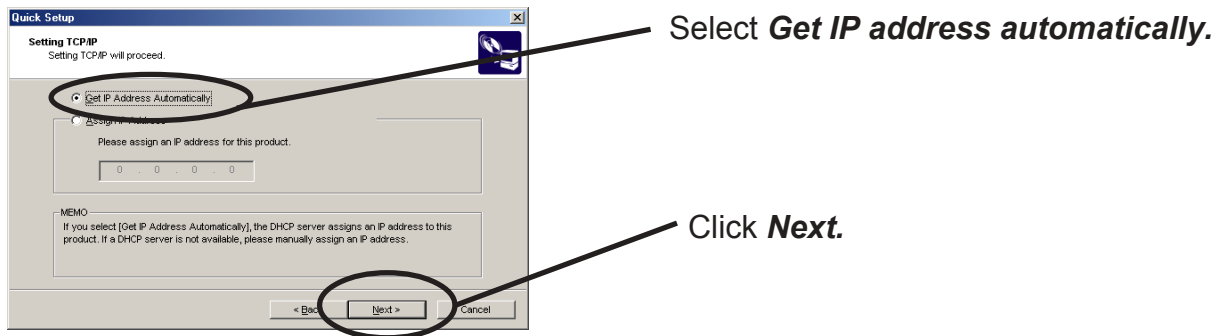 Quick Setup
Select Get IP address automatically.
Setting TCP/IP
Setting TCP/IP will proceed.
Get IP Address Automatically
Assign IP Address
Please assign an IP address for this product.
0 . 0 . 0 . 0
MEMO
If you select [Get IP Address Automatically], the DHCP server assigns an IP address to this
product. If a DHCP server is not available, please manually assign an IP address.
Click Next.
< Back Next > Cancel